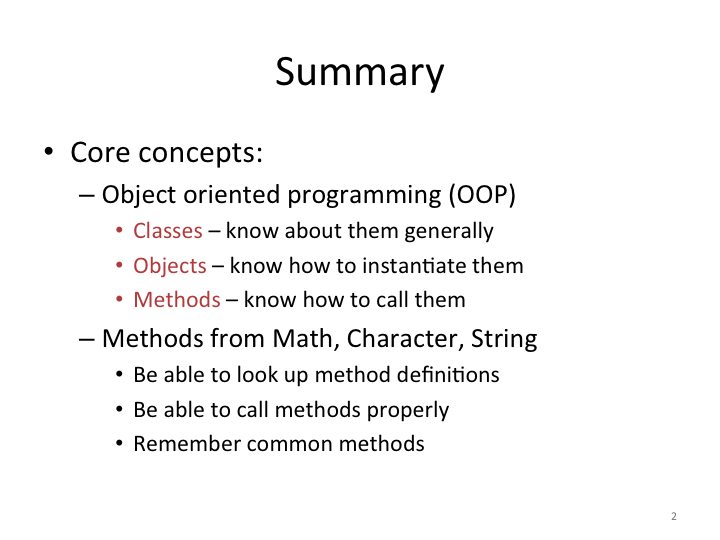 Summary
• Core concepts:
– Object oriented programming (OOP)
• Classes – know about them generally
• Objects – know how to instantiate them
• Methods – know how to call them
– Methods from Math, Character, String
• Be able to look up method definitions
• Be able to call methods properly
• Remember common methods
2